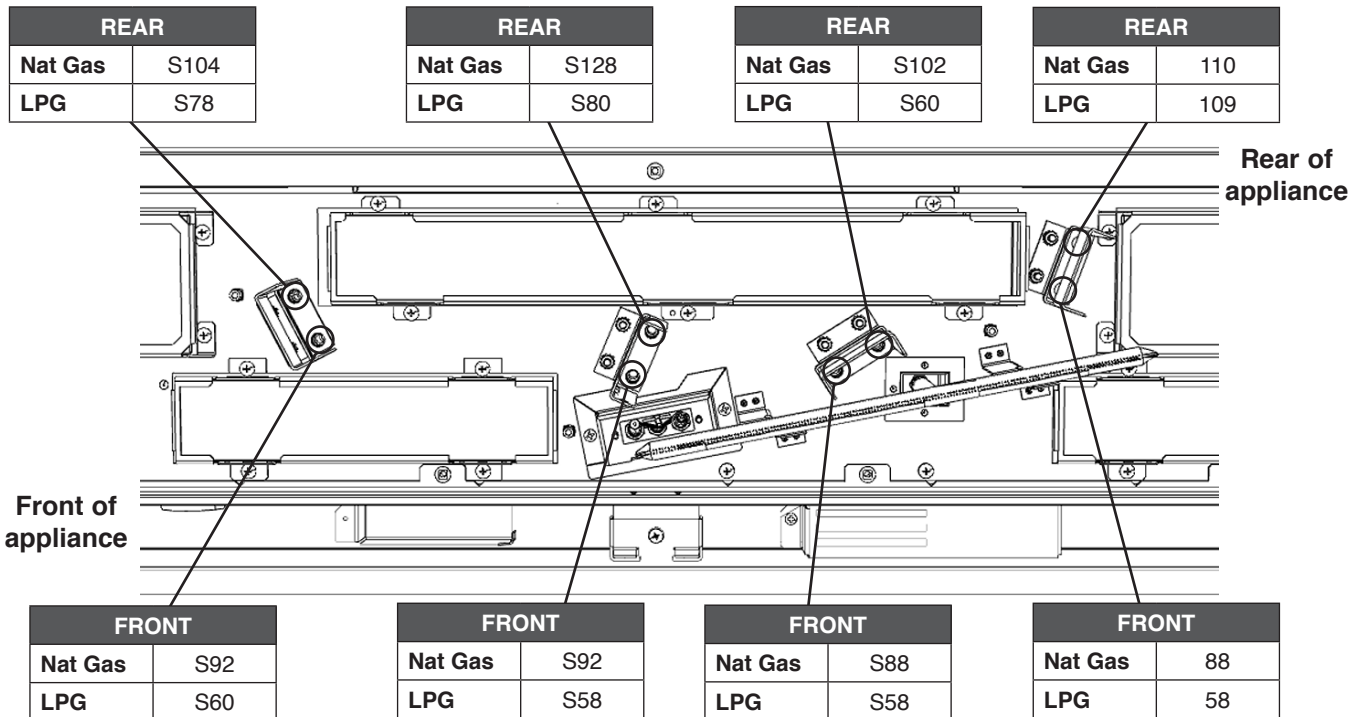 REAR
Nat Gas S104
LPG S78
REAR
Nat Gas S128
LPG S80
REAR
Nat Gas S102
LPG S60
REAR
Nat Gas 110
LPG 109
Rear of
appliance
Front of
appliance
FRONT
Nat Gas S92
LPG S60
FRONT
Nat Gas S92
LPG S58
FRONT
Nat Gas S88
LPG S58
FRONT
Nat Gas 88
LPG 58